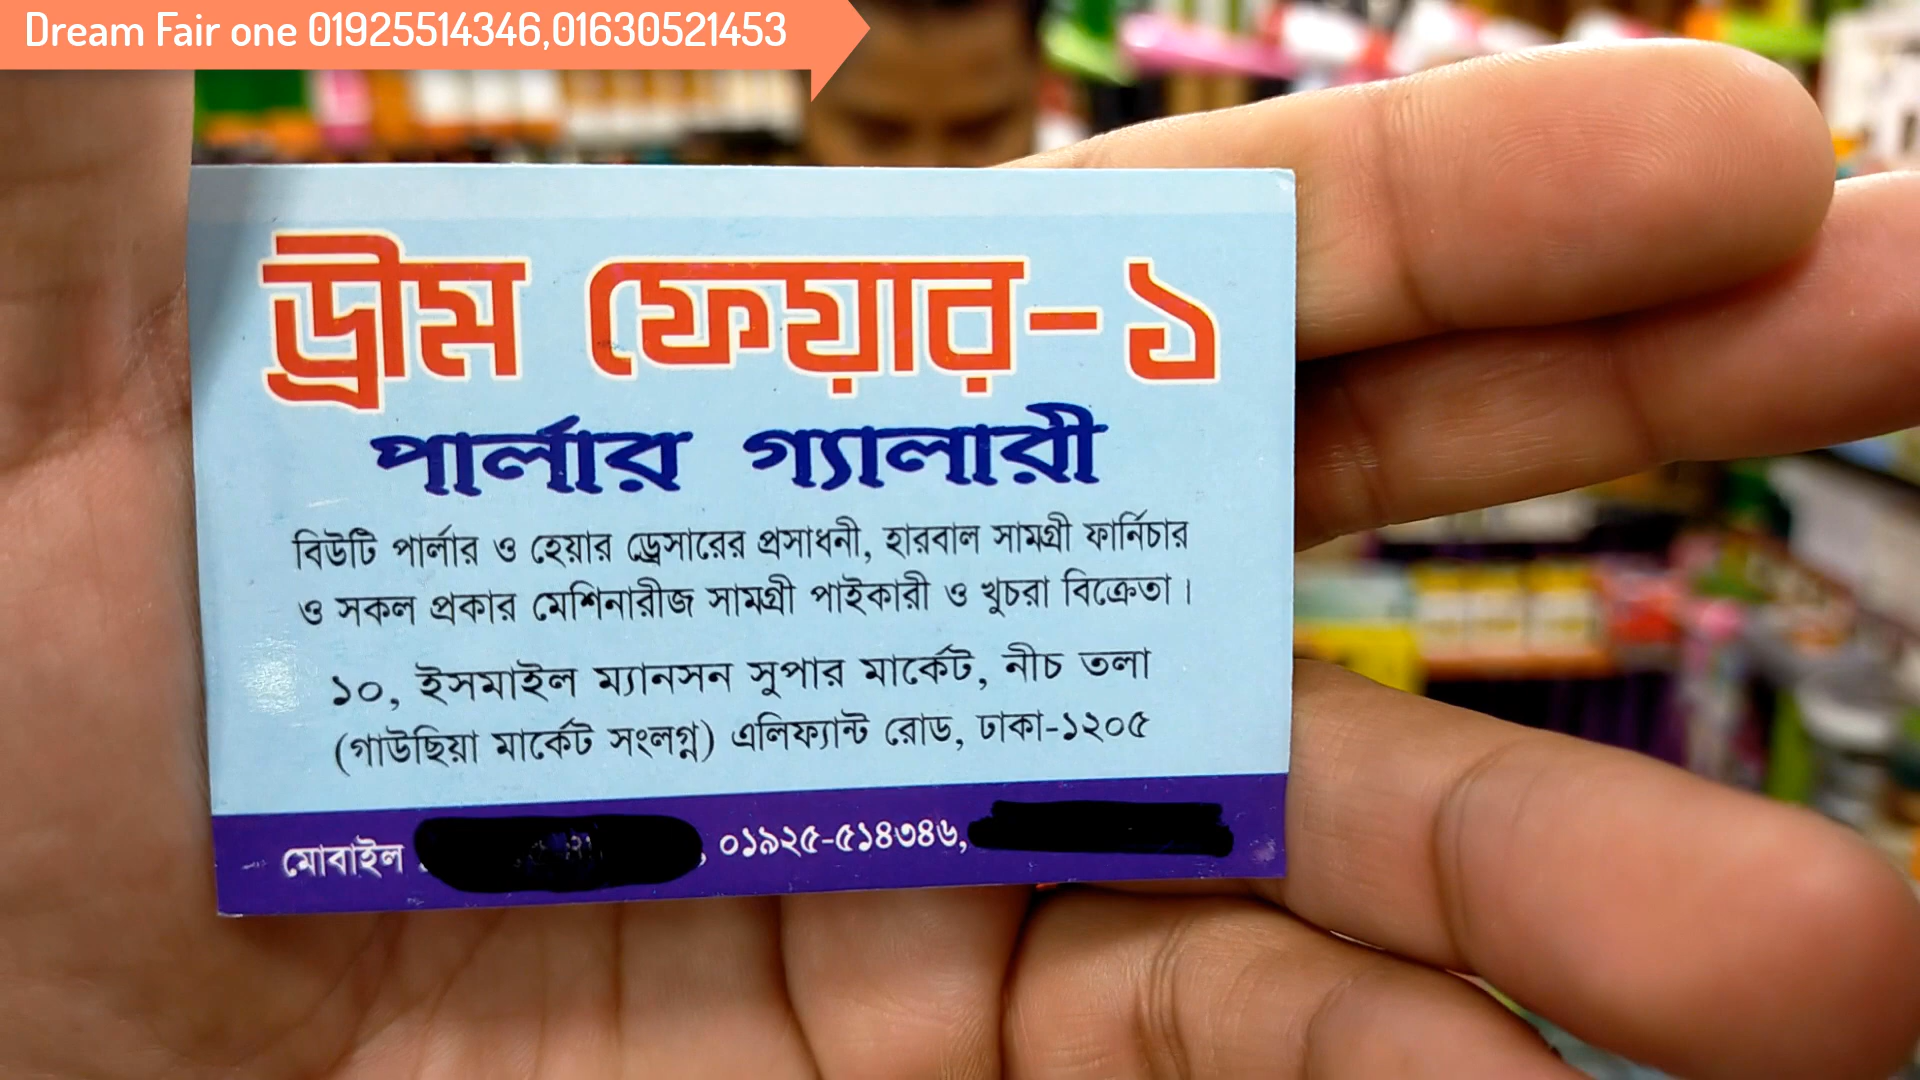 Dream Fair one 01925514346,01630521453
ড্রীম ফেয়ার-১
পার্লার গ্যালারী
বিউটি পার্লার ও হেয়ার ড্রেসারের প্রসাধনী, হারবাল সামগ্রী ফার্নিচার
ও সকল প্রকার মেশিনারীজ সামগ্রী পাইকারী ও খুচরা বিক্রেতা।
১০, ইসমাইল ম্যানসন সুপার মার্কেট, নীচ তলা
(গাউছিয়া মার্কেট সংলগ্ন) এলিফ্যান্ট রোড, ঢাকা-১২০৫
মোবাইল : , ০১৯২৫-৫১৪৩৪৬,